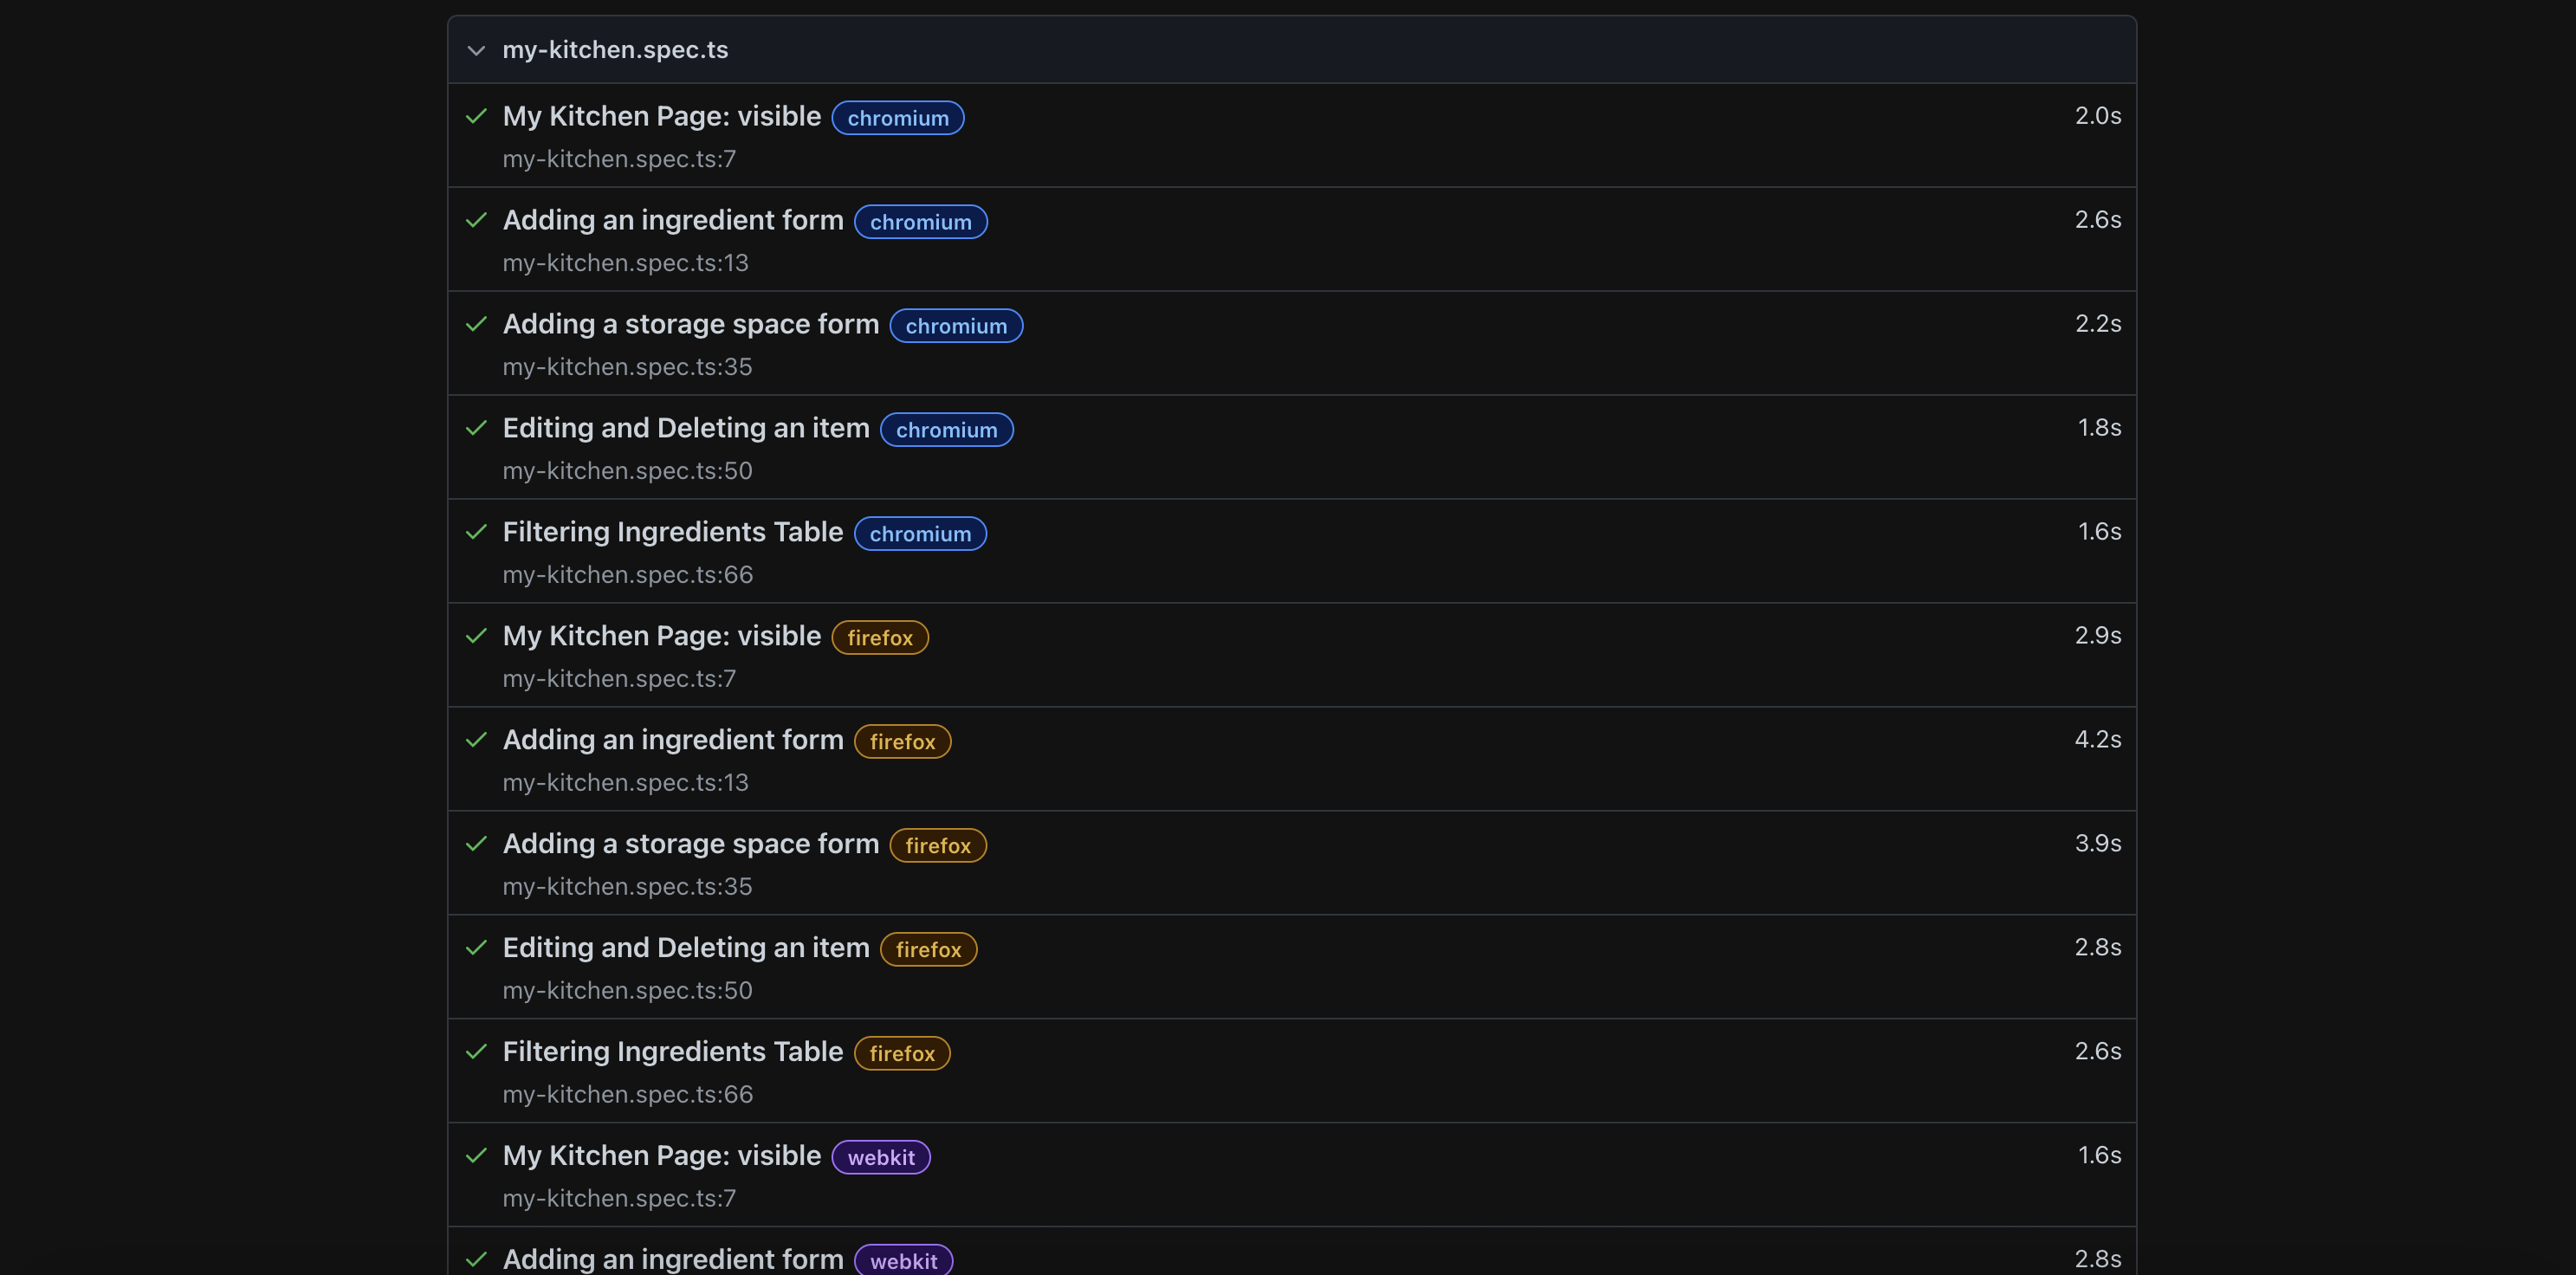 my-kitchen.spec.ts
My Kitchen Page: visible chromium 2.0s
my-kitchen.spec.ts:7
Adding an ingredient form chromium 2.6s
my-kitchen.spec.ts:13
Adding a storage space form chromium 2.2s
my-kitchen.spec.ts:35
Editing and Deleting an item chromium 1.8s
my-kitchen.spec.ts:50
Filtering Ingredients Table chromium 1.6s
my-kitchen.spec.ts:66
My Kitchen Page: visible firefox 2.9s
my-kitchen.spec.ts:7
Adding an ingredient form firefox 4.2s
my-kitchen.spec.ts:13
Adding a storage space form firefox 3.9s
my-kitchen.spec.ts:35
Editing and Deleting an item firefox 2.8s
my-kitchen.spec.ts:50
Filtering Ingredients Table firefox 2.6s
my-kitchen.spec.ts:66
My Kitchen Page: visible webkit 1.6s
my-kitchen.spec.ts:7
Adding an ingredient form webkit 2.8s